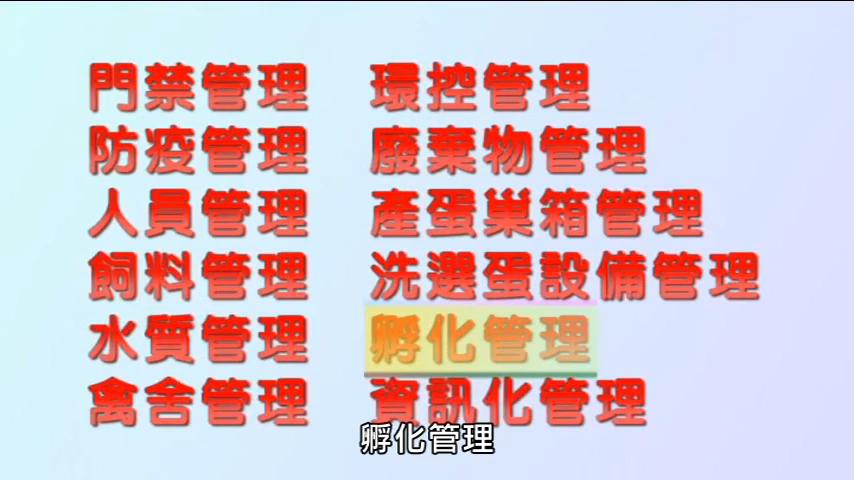 門禁管理
防疫管理
人員管理
飼料管理
水質管理
禽舍管理
環控管理
廢棄物管理
產蛋巢箱管理
洗選蛋設備管理
孵化管理
資訊化管理
孵化管理